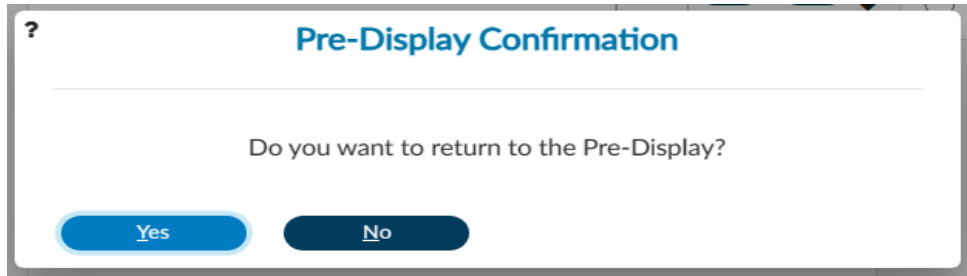 ?
Pre-Display Confirmation
Do you want to return to the Pre-Display?
Yes
No